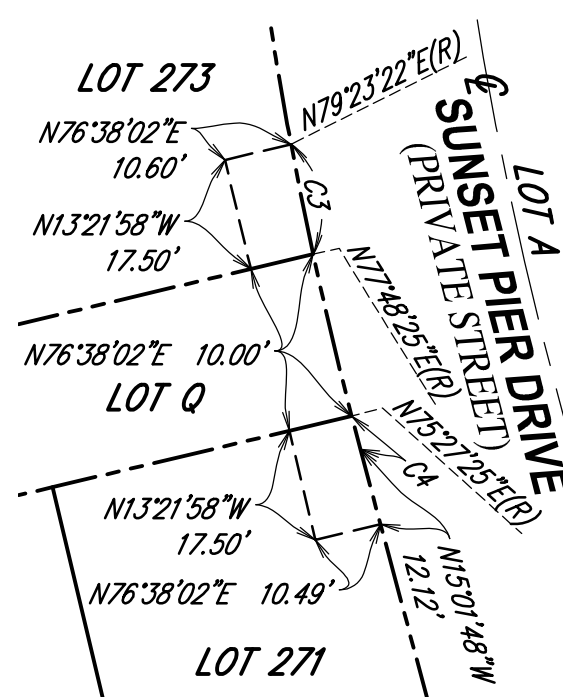 LOT 273
N79°23'22"E(R)
℄
N76°38'02"E
10.60'
C3
LOT A
SUNSET PIER DRIVE
(PRIVATE STREET)
N13°21'58"W
17.50'
N77°48'25"E(R)
N76°38'02"E 10.00'
LOT Q
N75°27'25"E(R)
C4
N13°21'58"W
17.50'
N76°38'02"E 10.49'
N15°01'48"W
12.12'
LOT 271